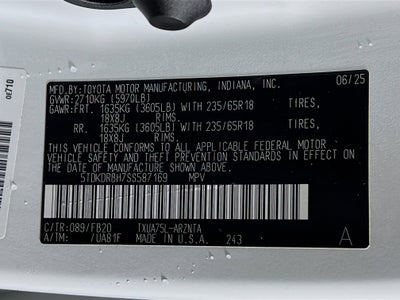 MFD.BY:TOYOTA MOTOR MANUFACTURING, INDIANA, INC.
06/25
GVWR:2710KG (5970LB)
GAWR:FRT. 1635KG (3605LB) WITH 235/65R18 TIRES,
18X8J RIMS.
RR. 1635KG (3605LB) WITH 235/65R18 TIRES,
18X8J RIMS.
THIS VEHICLE CONFORMS TO ALL APPLICABLE FEDERAL MOTOR
VEHICLE SAFETY AND THEFT PREVENTION STANDARDS IN EFFECT
ON THE DATE OF MANUFACTURE SHOWN ABOVE.
5TDKDRBH7SS587169 MPV
C/TR:089/FB20 TXUA75L-ARZNTA
A/TM: /UA81F MADE IN U.S.A. 243
A
0E710